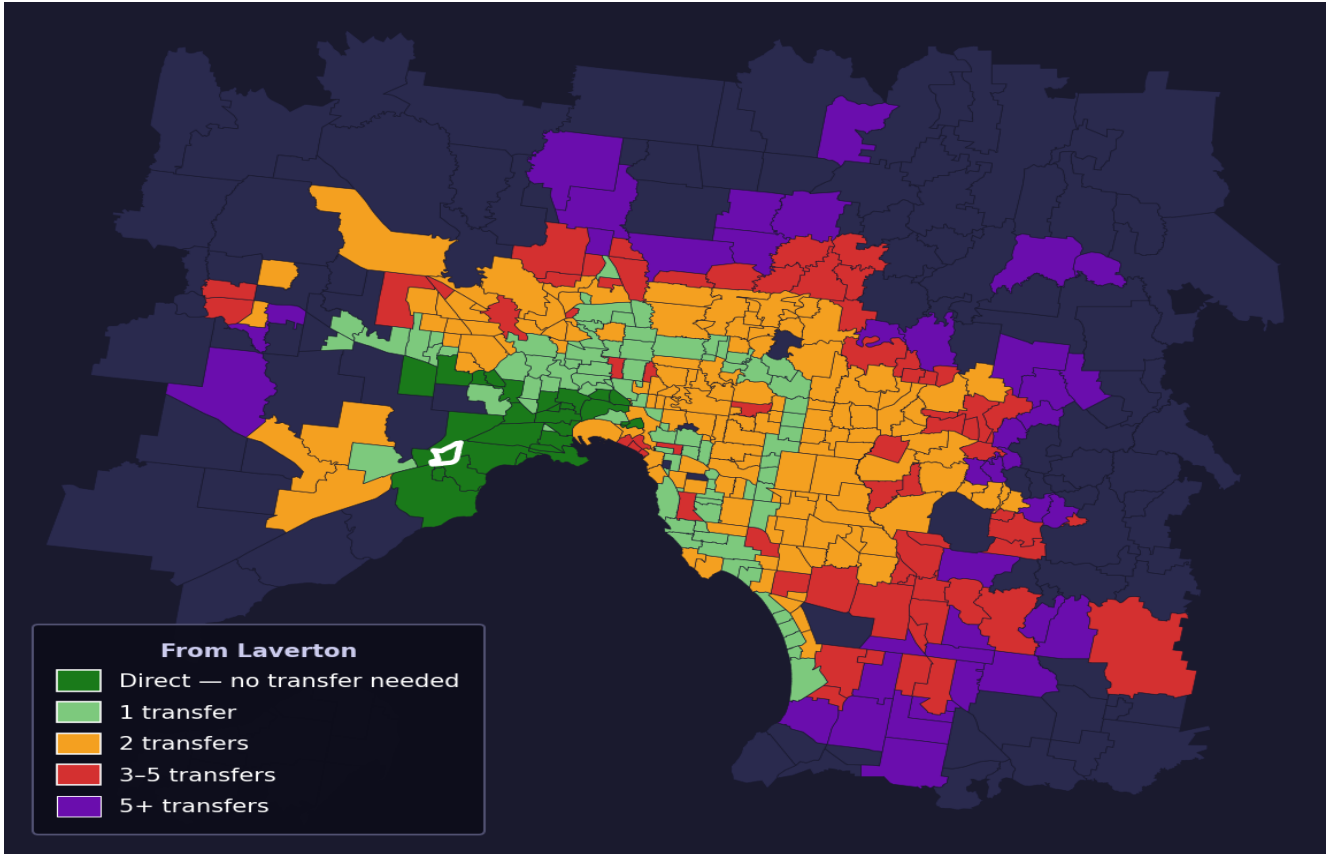 From Laverton
Direct — no transfer needed
1 transfer
2 transfers
3–5 transfers
5+ transfers